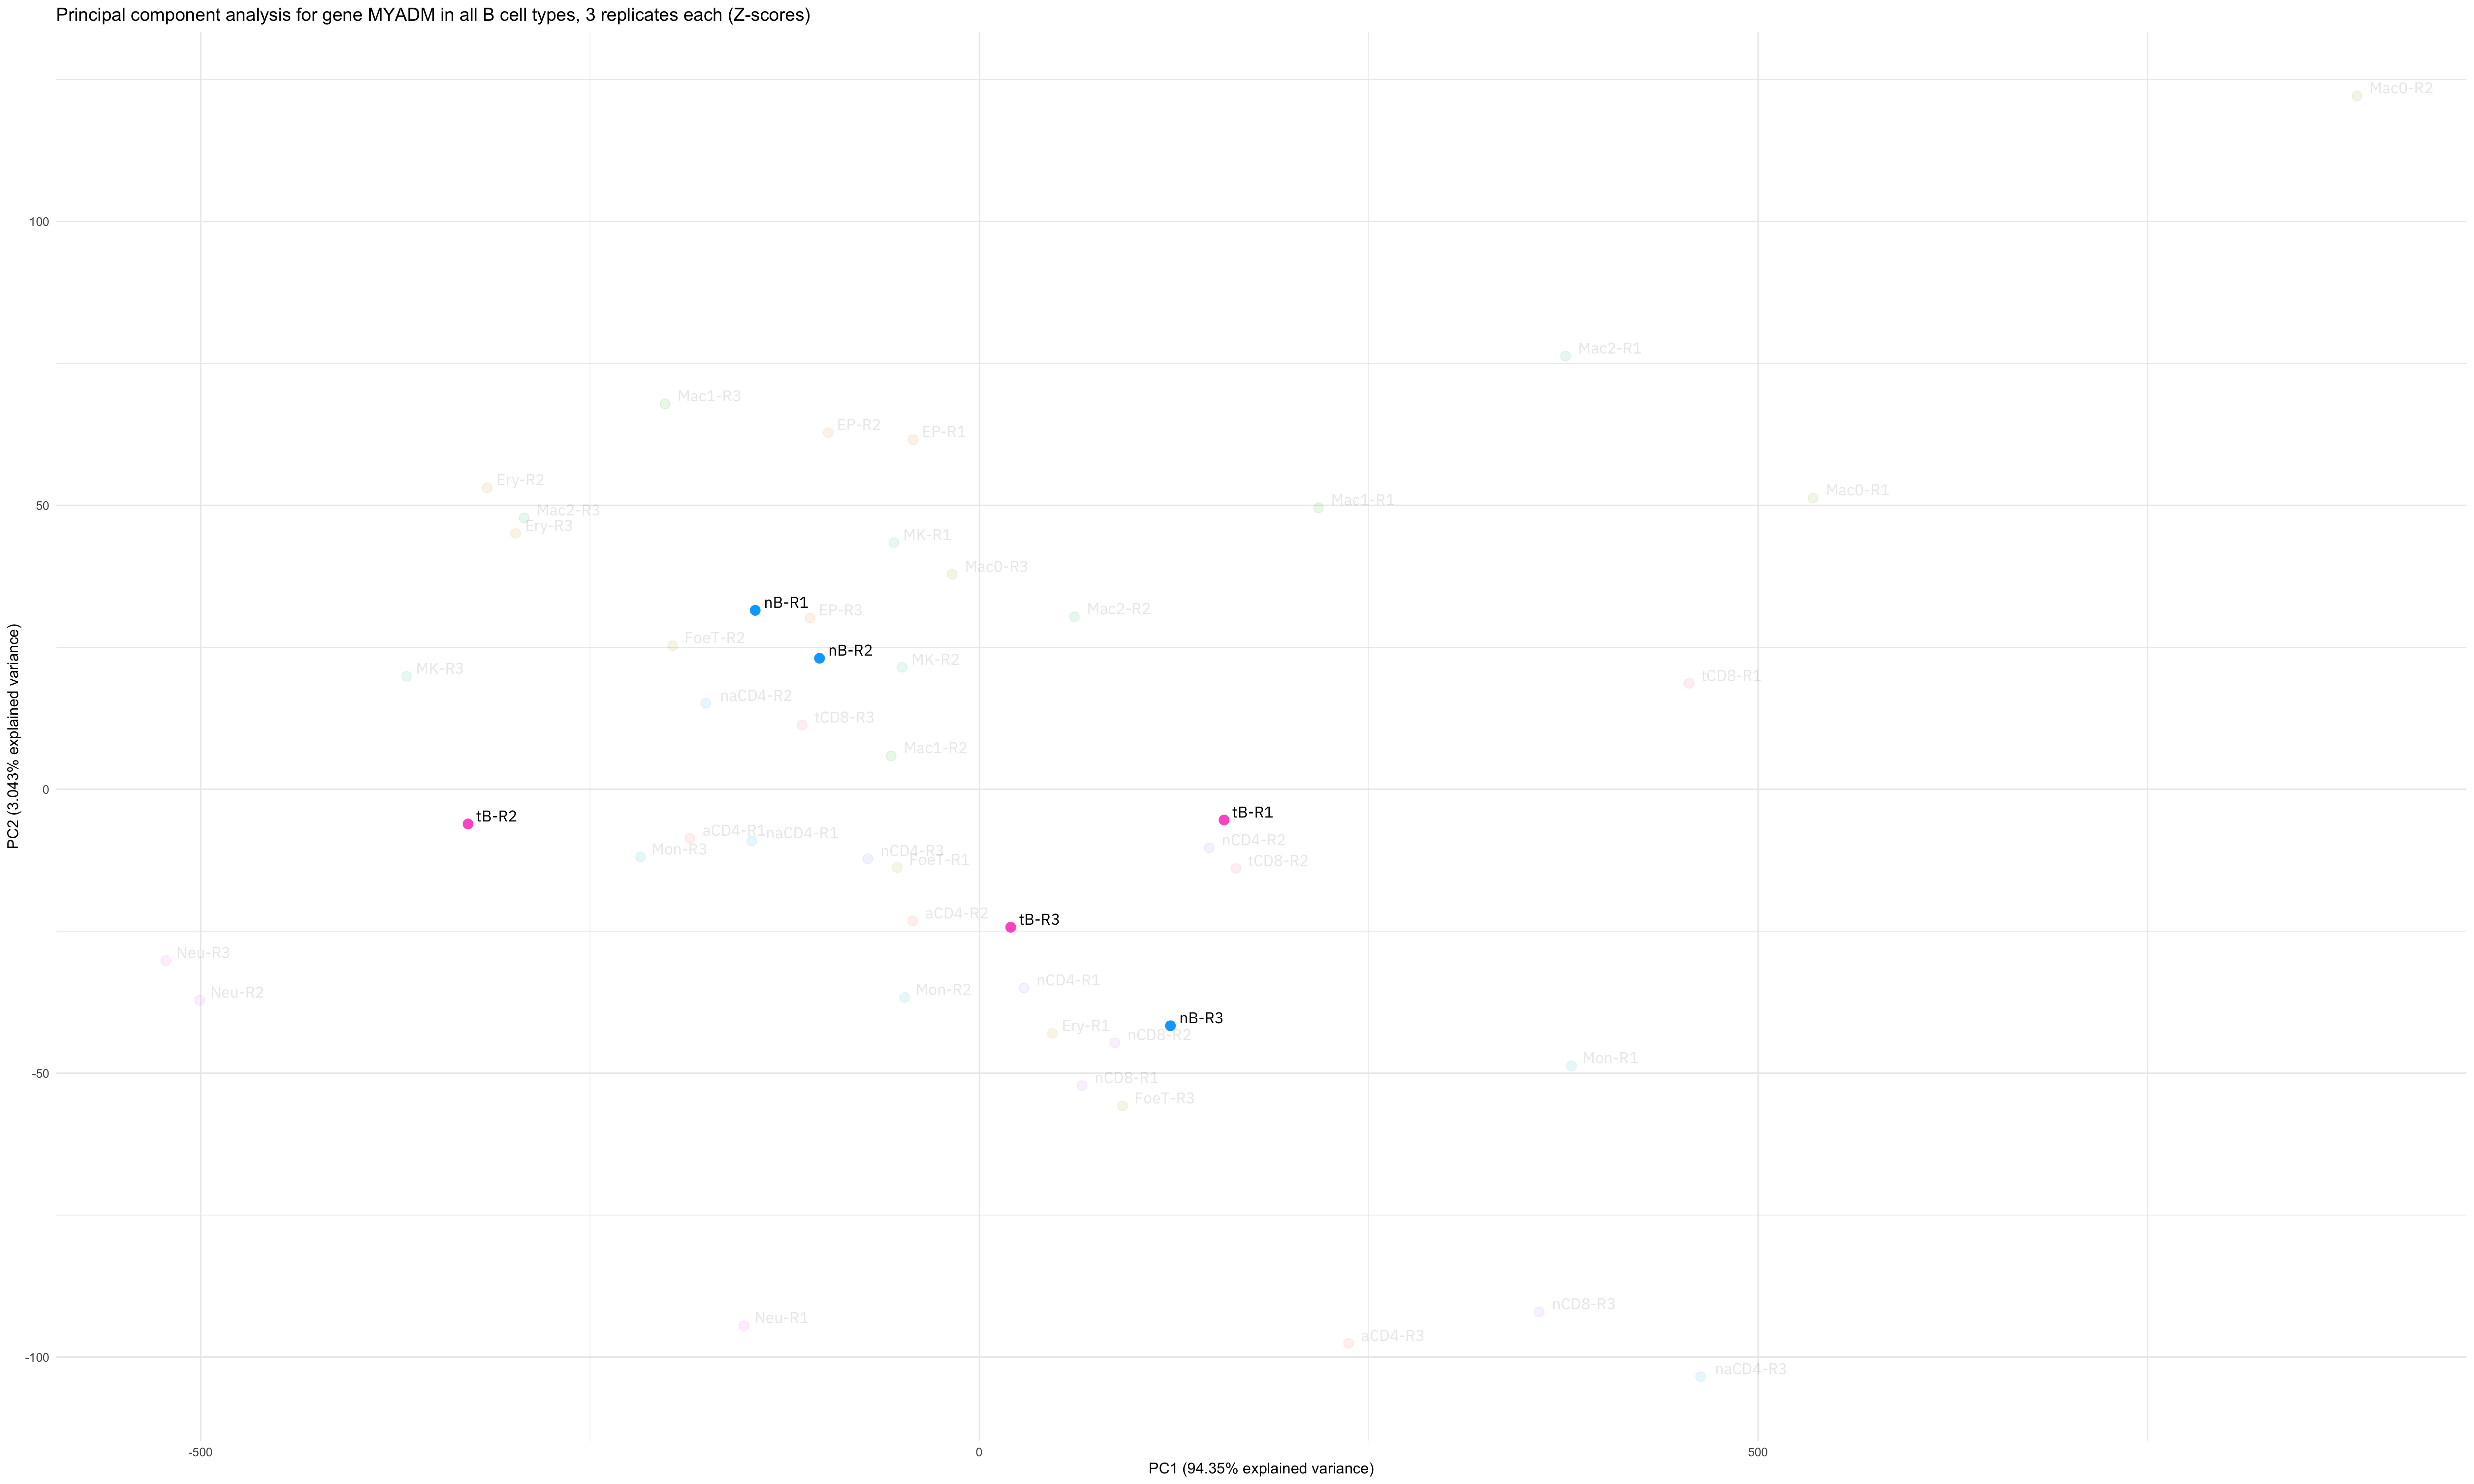 Principal component analysis for gene MYADM in all B cell types, 3 replicates each (Z-scores)
Mac0-R2
100
Mac2-R1
Mac1-R3
EP-R2
EP-R1
Ery-R2
Mac0-R1
50
Mac1-R1
Mac2-R3
Ery-R3
MK-R1
Mac0-R3
nB-R1
EP-R3
Mac2-R2
FoeT-R2
nB-R2
MK-R2
MK-R3
tCD8-R1
naCD4-R2
tCD8-R3
Mac1-R2
0
tB-R2
tB-R1
aCD4-R1
naCD4-R1
nCD4-R2
Mon-R3
nCD4-R3
FoeT-R1
tCD8-R2
aCD4-R2
tB-R3
Neu-R3
nCD4-R1
Neu-R2
Mon-R2
nB-R3
Ery-R1
nCD8-R2
Mon-R1
-50
nCD8-R1
FoeT-R3
nCD8-R3
Neu-R1
aCD4-R3
-100
naCD4-R3
-500
0
500
PC1 (94.35% explained variance)
PC2 (3.043% explained variance)